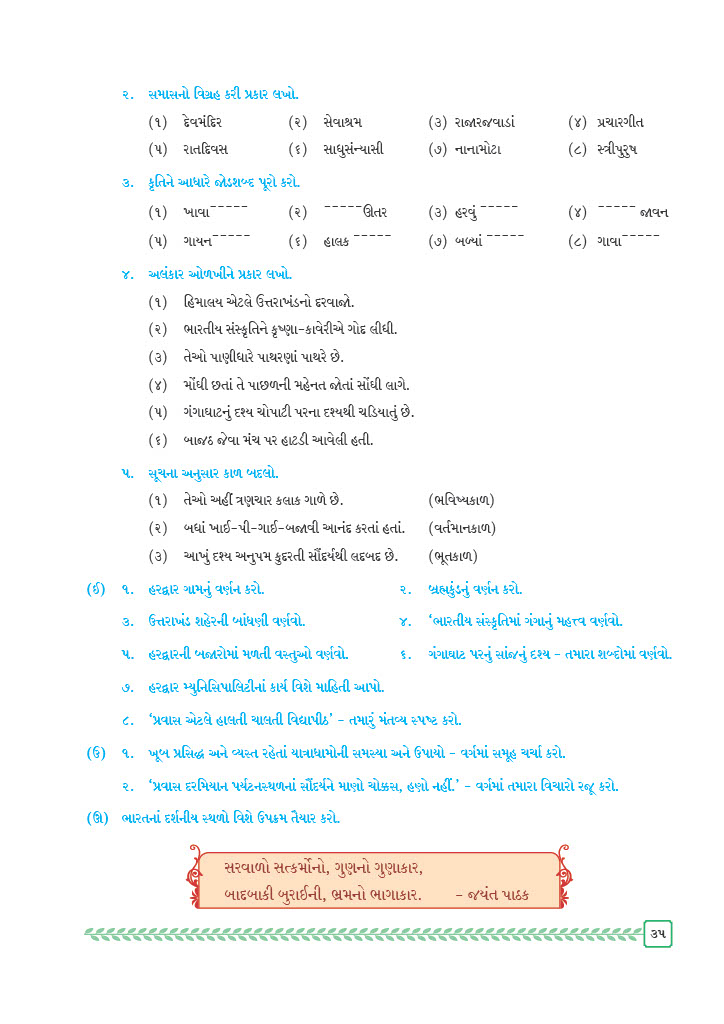 ૨. સમાસનો વિગ્રહ કરી પ્રકાર લખો.
(૧) દેવમંદિર (૨) સેવાશ્રમ (૩) રાજારજવાડાં (૪) પ્રચારગીત
(૫) રાતદિવસ (૬) સાધુસંન્યાસી (૭) નાનામોટા (૮) સ્ત્રીપુરુષ
૩. કૃતિને આધારે જોડશબ્દ પૂરો કરો.
(૧) ખાવા----- (૨) -----ઊતર (૩) હરવું ----- (૪) ----- જાવન
(૫) ગાયન----- (૬) હાલક ----- (૭) બળ્યાં ----- (૮) ગાવા-----
૪. અલંકાર ઓળખીને પ્રકાર લખો.
(૧) હિમાલય એટલે ઉત્તરાખંડનો દરવાજો.
(૨) ભારતીય સંસ્કૃતિને કૃષ્ણા-કાવેરીએ ગોદ લીધી.
(૩) તેઓ પાણીધારે પાથરણાં પાથરે છે.
(૪) મોંઘી છતાં તે પાછળની મહેનત જોતાં સોંઘી લાગે.
(૫) ગંગાઘાટનું દશ્ય ચોપાટી પરના દશ્યથી ચડિયાતું છે.
(૬) બાજઠ જેવા મંચ પર હાટડી આવેલી હતી.
૫. સૂચના અનુસાર કાળ બદલો.
(૧) તેઓ અહીં ત્રણચાર કલાક ગાળે છે. (ભવિષ્યકાળ)
(૨) બધાં ખાઈ-પી-ગાઈ-બજાવી આનંદ કરતાં હતાં. (વર્તમાનકાળ)
(૩) આખું દશ્ય અનુપમ કુદરતી સૌંદર્યથી લદબદ છે. (ભૂતકાળ)
(ઈ) ૧. હરદ્વાર ગામનું વર્ણન કરો. ૨. બ્રહ્મકુંડનું વર્ણન કરો.
૩. ઉત્તરાખંડ શહેરની બાંધણી વર્ણવો. ૪. ‘ભારતીય સંસ્કૃતિમાં ગંગાનું મહત્ત્વ વર્ણવો.
૫. હરદ્વારની બજારોમાં મળતી વસ્તુઓ વર્ણવો. ૬. ગંગાઘાટ પરનું સાંજનું દશ્ય - તમારા શબ્દોમાં વર્ણવો.
૭. હરદ્વાર મ્યુનિસિપાલિટીનાં કાર્ય વિશે માહિતી આપો.
૮. ‘પ્રવાસ એટલે હાલતી ચાલતી વિદ્યાપીઠ’ - તમારું મંતવ્ય સ્પષ્ટ કરો.
(ઉ) ૧. ખૂબ પ્રસિદ્ધ અને વ્યસ્ત રહેતાં યાત્રાધામોની સમસ્યા અને ઉપાયો - વર્ગમાં સમૂહ ચર્ચા કરો.
૨. ‘પ્રવાસ દરમિયાન પર્યટનસ્થળનાં સૌંદર્યને માણો ચોક્કસ, હણો નહીં.’ - વર્ગમાં તમારા વિચારો રજૂ કરો.
(ઊ) ભારતનાં દર્શનીય સ્થળો વિશે ઉપક્રમ તૈયાર કરો.
સરવાળો સત્કર્મોનો, ગુણનો ગુણાકાર,
બાદબાકી બુરાઈની, ભ્રમનો ભાગાકાર. - જયંત પાઠક
૩૫